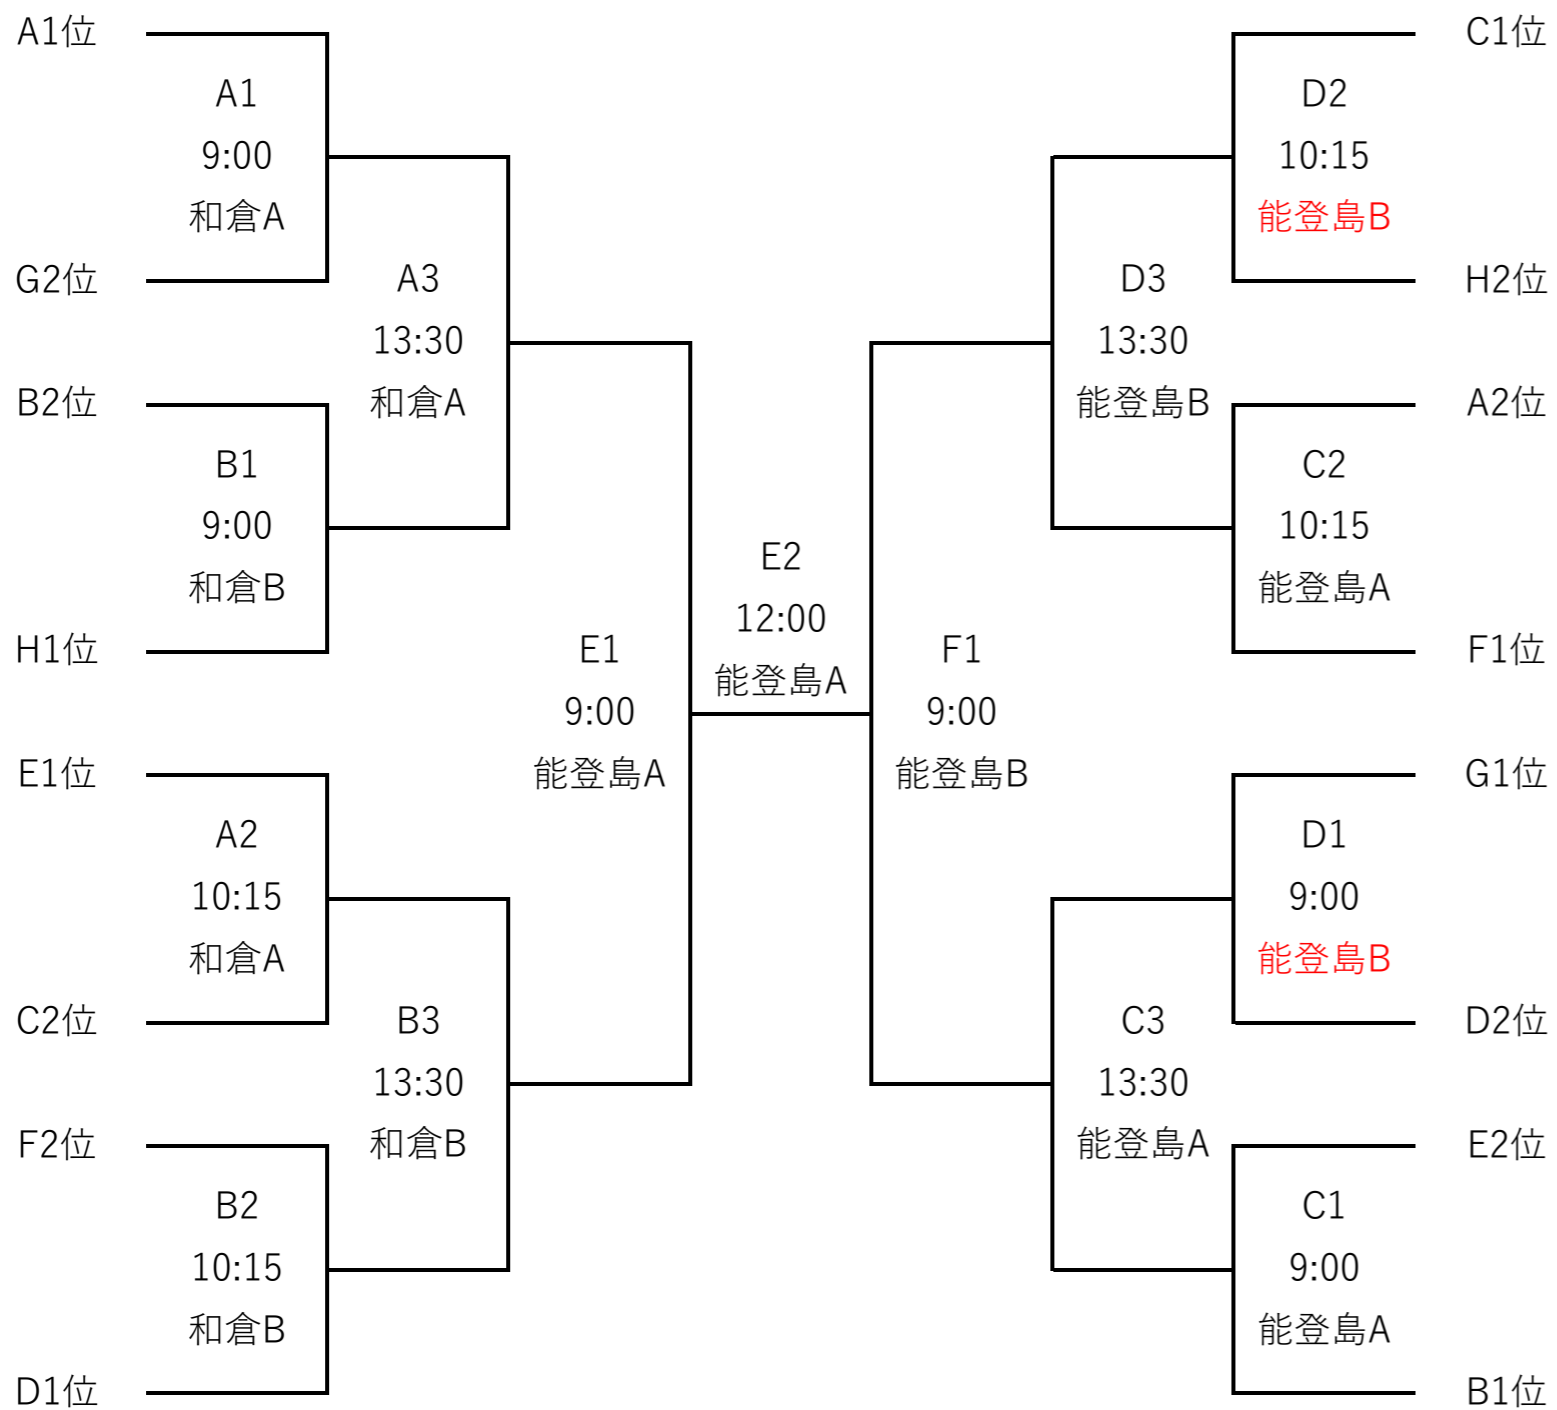 A1位
A1
9:00
和倉A
G2位
A3
13:30
和倉A
B2位
B1
9:00
和倉B
H1位
E1
9:00
能登島A
E1位
A2
10:15
和倉A
C2位
B3
13:30
和倉B
F2位
B2
10:15
和倉B
D1位
E2
12:00
能登島A
C1位
D2
10:15
能登島B
H2位
D3
13:30
能登島B
A2位
C2
10:15
能登島A
F1位
F1
9:00
能登島B
G1位
D1
9:00
能登島B
D2位
C3
13:30
能登島A
E2位
C1
9:00
能登島A
B1位